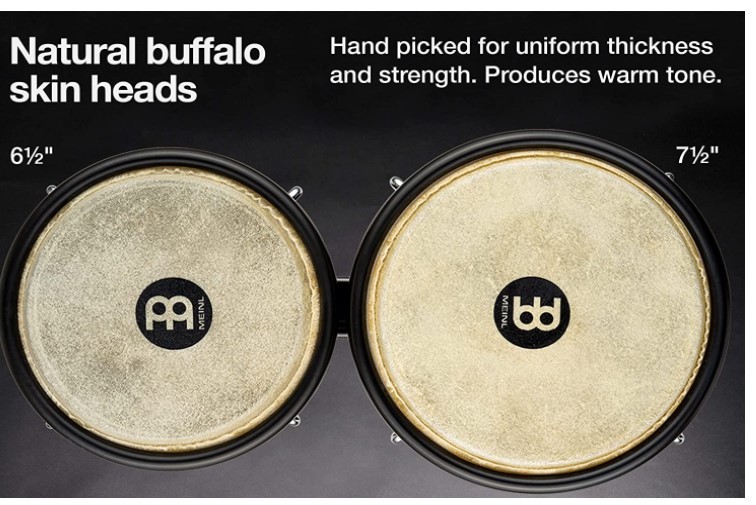 Natural buffalo
skin heads
Hand picked for uniform thickness
and strength. Produces warm tone.
6½"
7½"
MEINL
MEINL